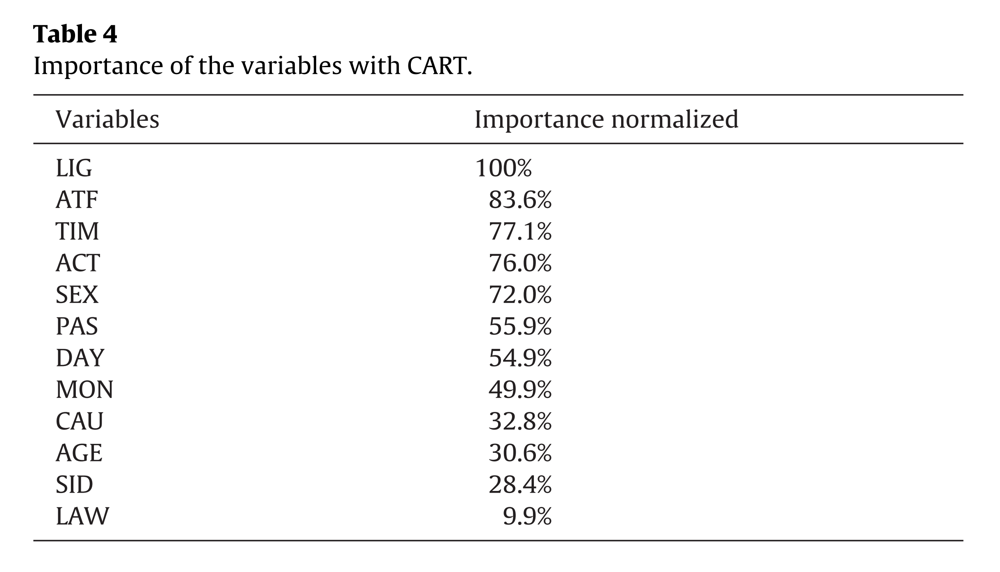 Table 4
Importance of the variables with CART.
Variables Importance normalized
LIG 100%
ATF 83.6%
TIM 77.1%
ACT 76.0%
SEX 72.0%
PAS 55.9%
DAY 54.9%
MON 49.9%
CAU 32.8%
AGE 30.6%
SID 28.4%
LAW 9.9%